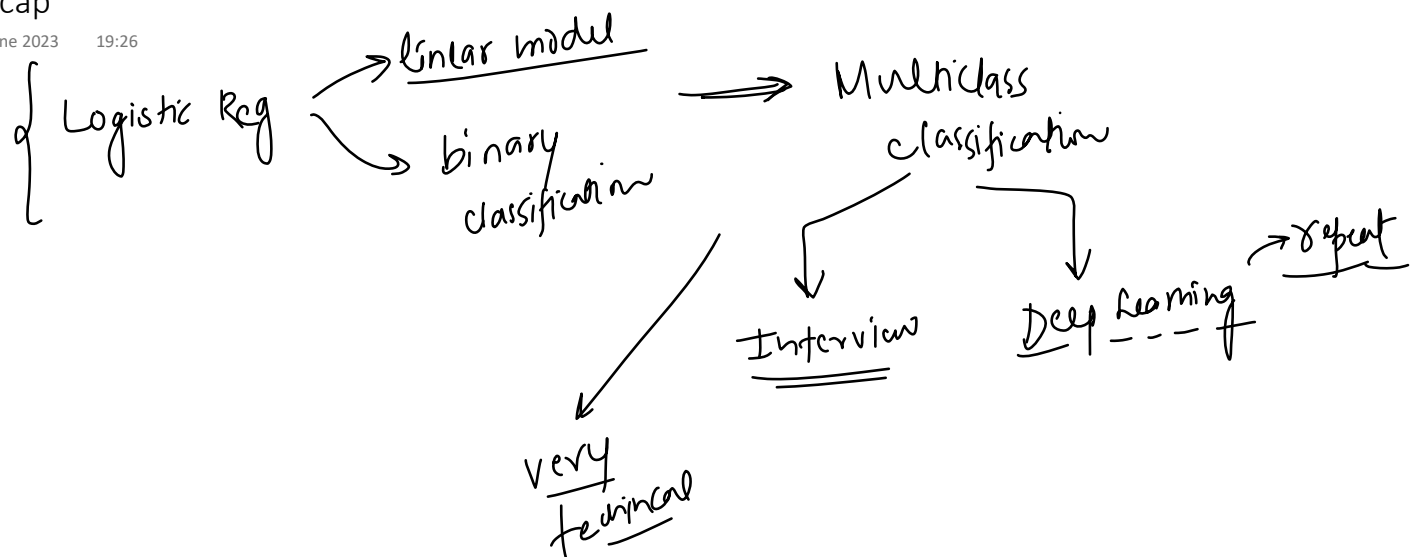 cap
ne 2023 19:26
Logistic Reg
linear model
binary
classification
Multiclass
classification
Interview
Deep Learning
repeat
very
technical